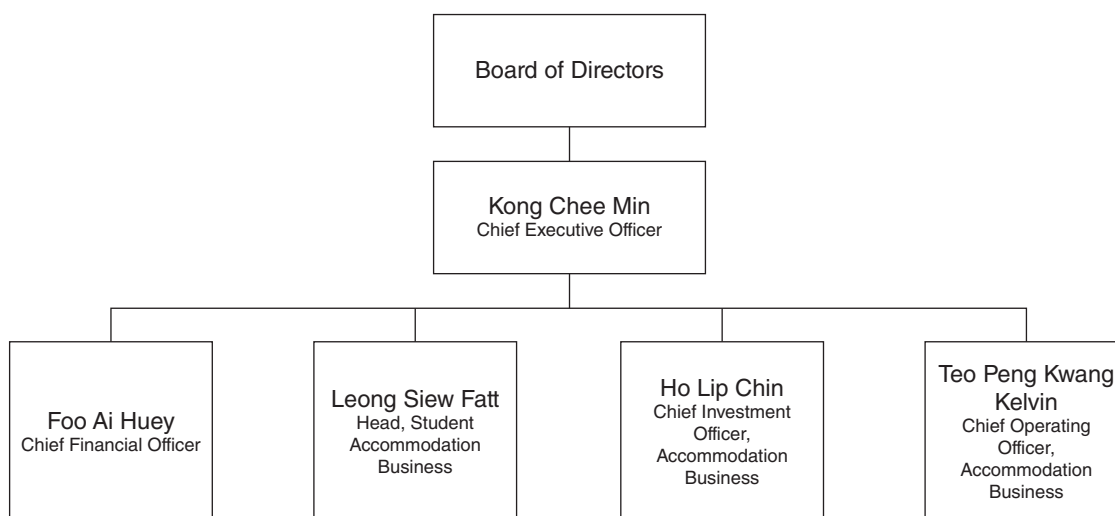 Board of Directors
Kong Chee Min
Chief Executive Officer
Foo Ai Huey
Chief Financial Officer
Leong Siew Fatt
Head, Student
Accommodation
Business
Ho Lip Chin
Chief Investment
Officer,
Accommodation
Business
Teo Peng Kwang
Kelvin
Chief Operating
Officer,
Accommodation
Business